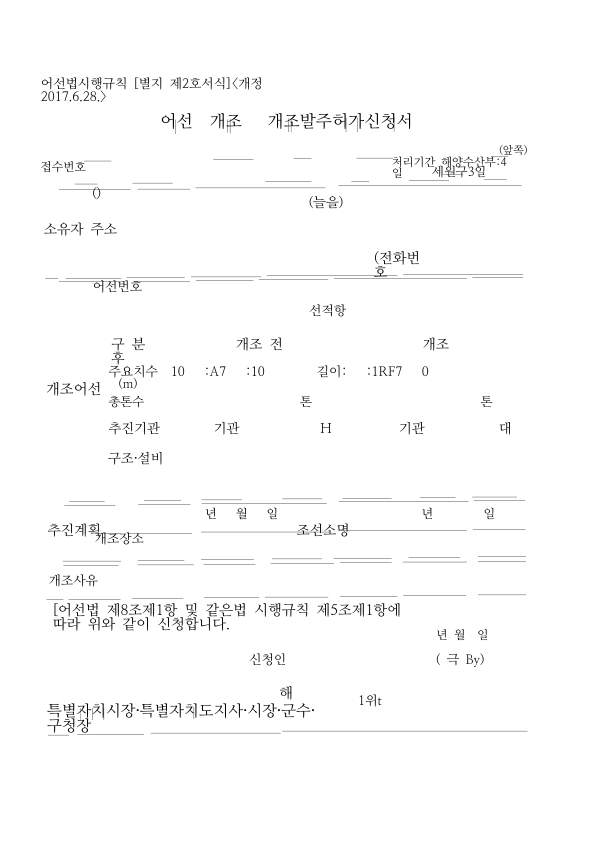 어선법시행규칙 [별지 제2호서식]<개정
2017.6.28.>
어선 개조 개조발주허가신청서
(앞쪽)
접수번호
처리기간 해양수산부:4
일 세월구3일
()
(늘을)
소유자 주소
(전화번
호
어선번호
선적항
구 분 개조 전 개조
후
주요치수 10 :A7 :10 길이: :1RF7 0
(m)
개조어선
총톤수 톤 톤
추진기관 기관 H 기관 대
구조·설비
년 월 일 년 일
추진계획 조선소명
개조장소
개조사유
[어선법 제8조제1항 및 같은법 시행규칙 제5조제1항에
따라 위와 같이 신청합니다.
년 월 일
신청인 ( 극 By)
해
1위t
특별자치시장·특별자치도지사·시장·군수·
구청장